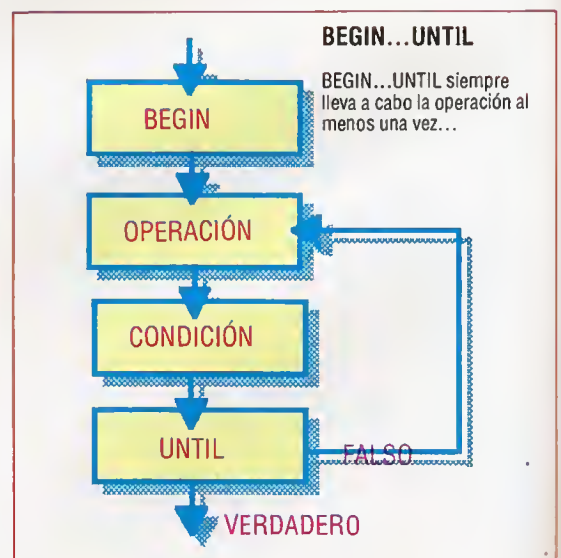 BEGIN...UNTIL
BEGIN...UNTIL siempre
lleva a cabo la operación al
menos una vez...
BEGIN
OPERACIÓN
CONDICIÓN
UNTIL
FALSO
VERDADERO